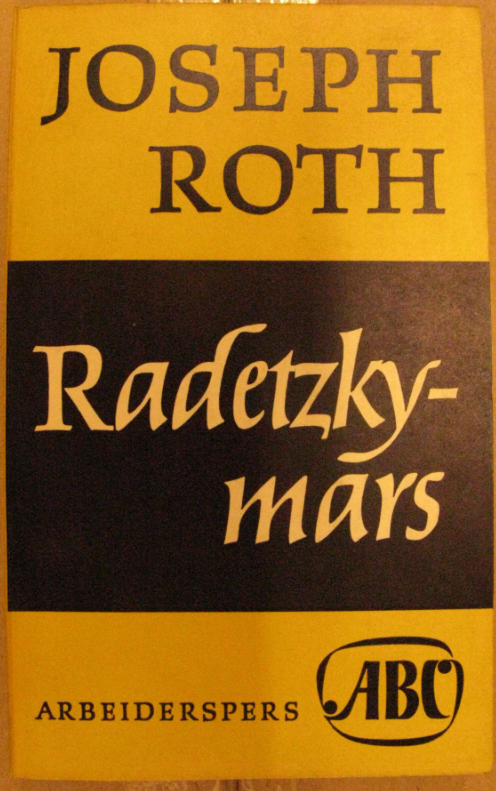 JOSEPH
ROTH
Radetzky-
mars
ARBEIDERSPERS
ABC